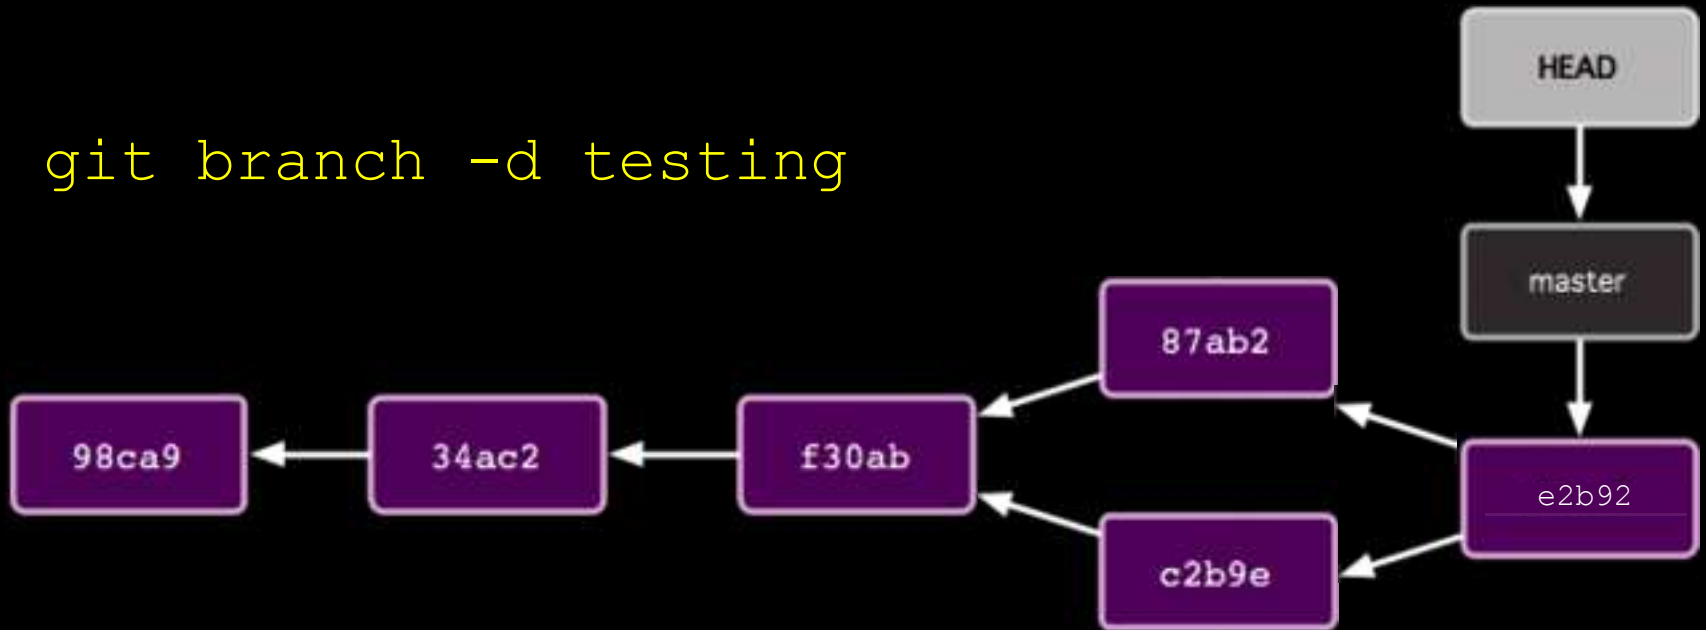 HEAD
git branch -d testing
master
87ab2
98ca9
34ac2
f30ab
e2b92
c2b9e